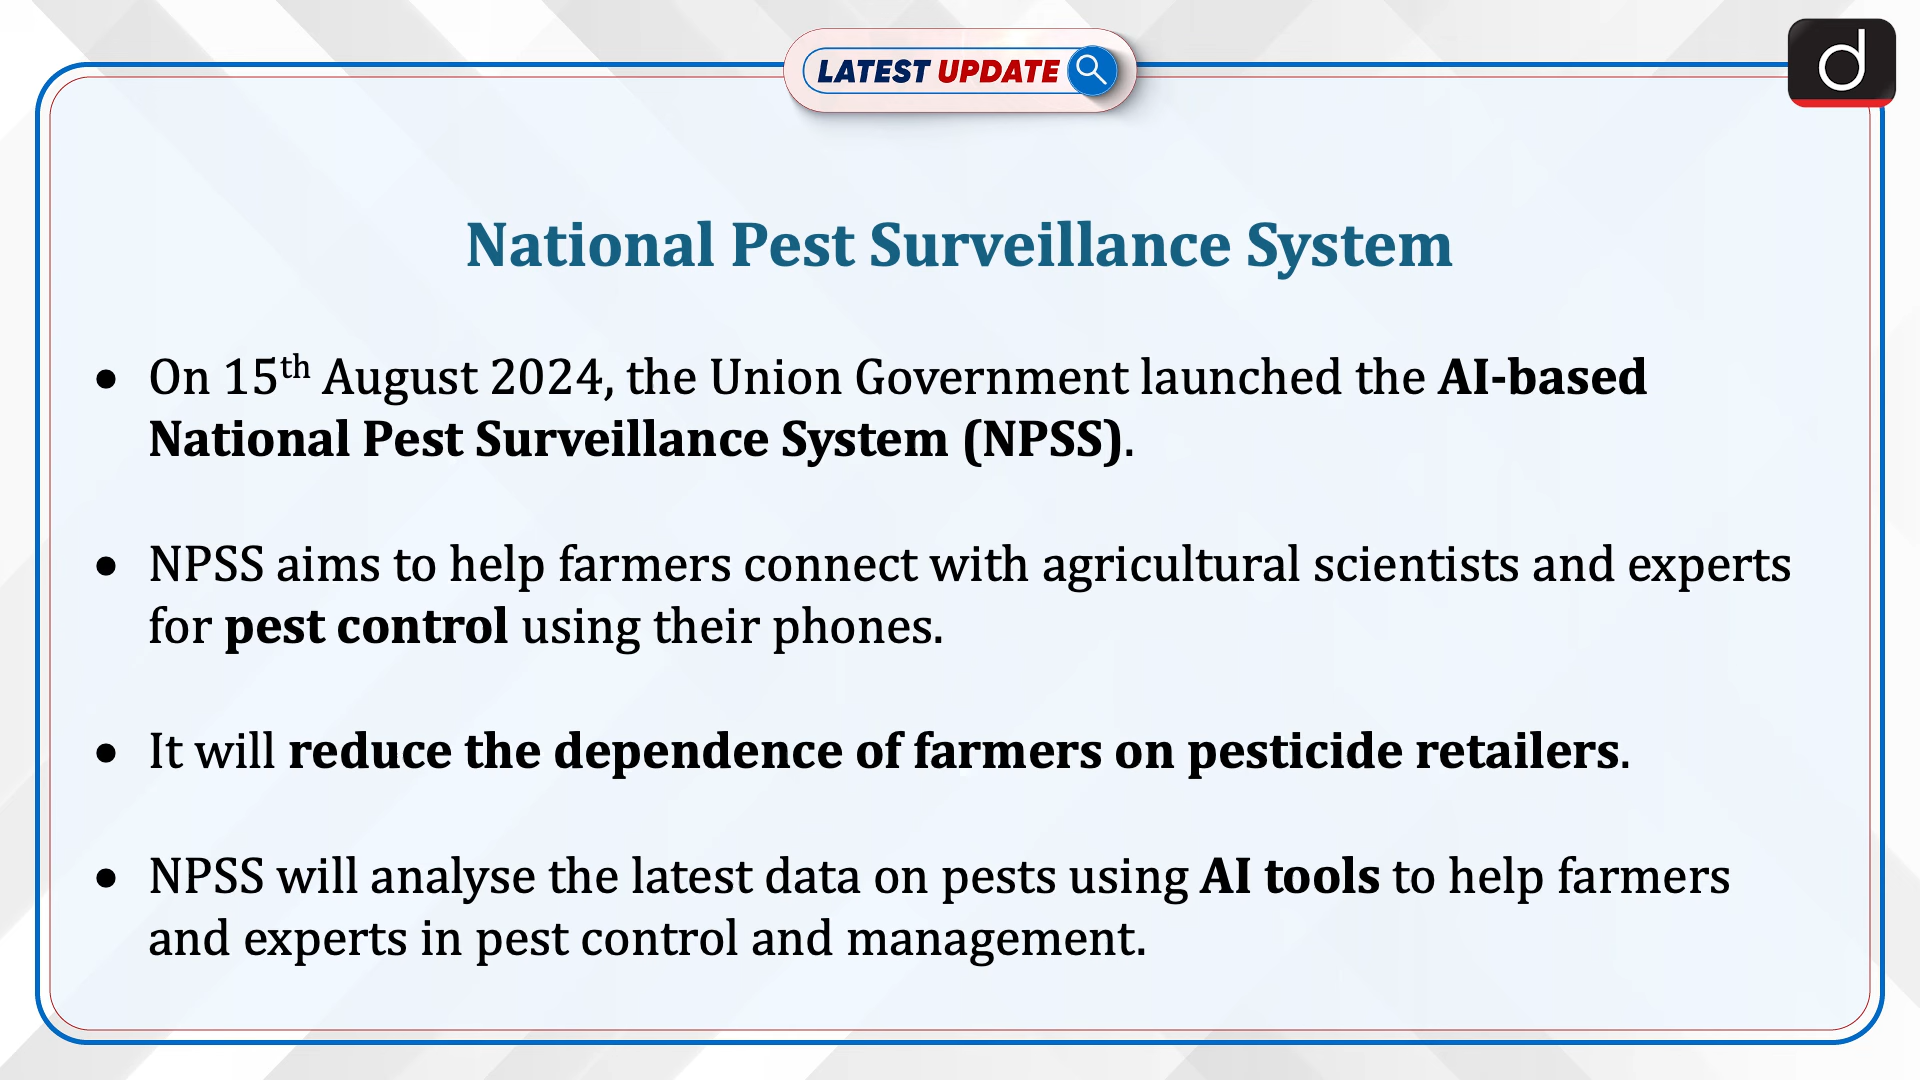 LATEST UPDATE
d
National Pest Surveillance System
• On 15th August 2024, the Union Government launched the AI-based
National Pest Surveillance System (NPSS).
• NPSS aims to help farmers connect with agricultural scientists and experts
for pest control using their phones.
• It will reduce the dependence of farmers on pesticide retailers.
• NPSS will analyse the latest data on pests using AI tools to help farmers
and experts in pest control and management.